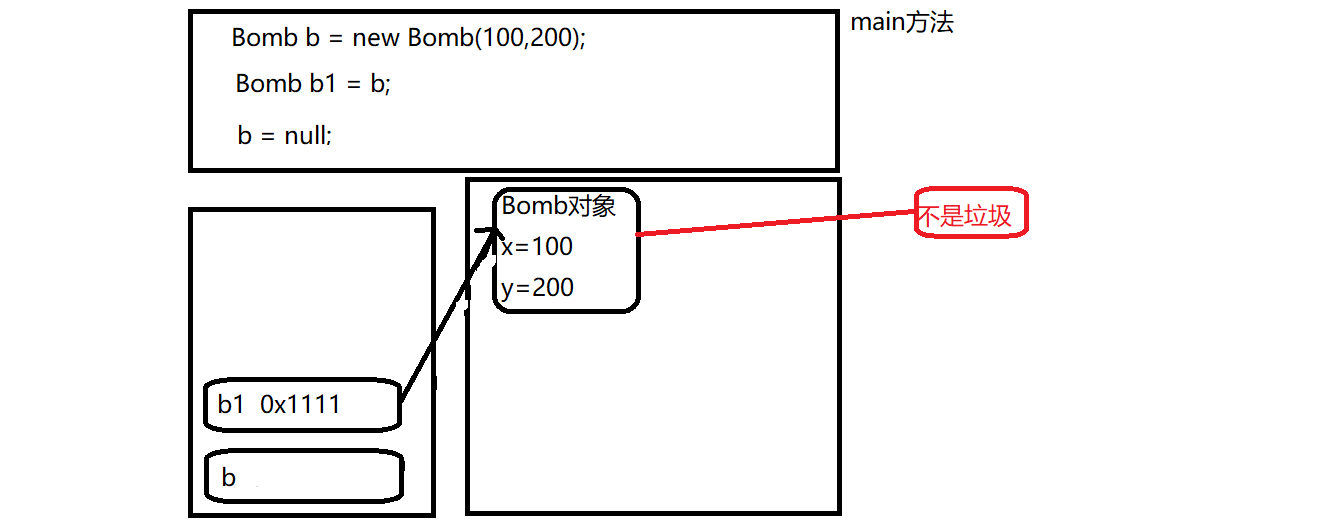 main方法
Bomb b = new Bomb(100,200);
Bomb b1 = b;
b = null;
Bomb对象
x=100
y=200
不是垃圾
b1 0x1111
b